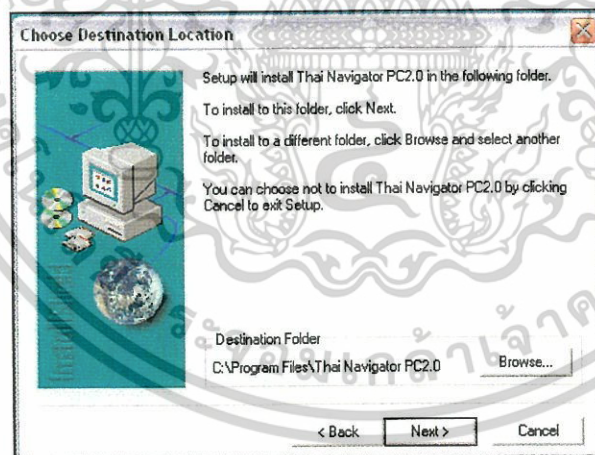 Choose Destination Location
Setup will install Thai Navigator PC2.0 in the following folder.
To install to this folder, click Next.
To install to a different folder, click Browse and select another
folder.
You can choose not to install Thai Navigator PC2.0 by clicking
Cancel to exit Setup.
InstallShield
Destination Folder
C:\Program Files\Thai Navigator PC2.0
Browse...
< Back
Next >
Cancel